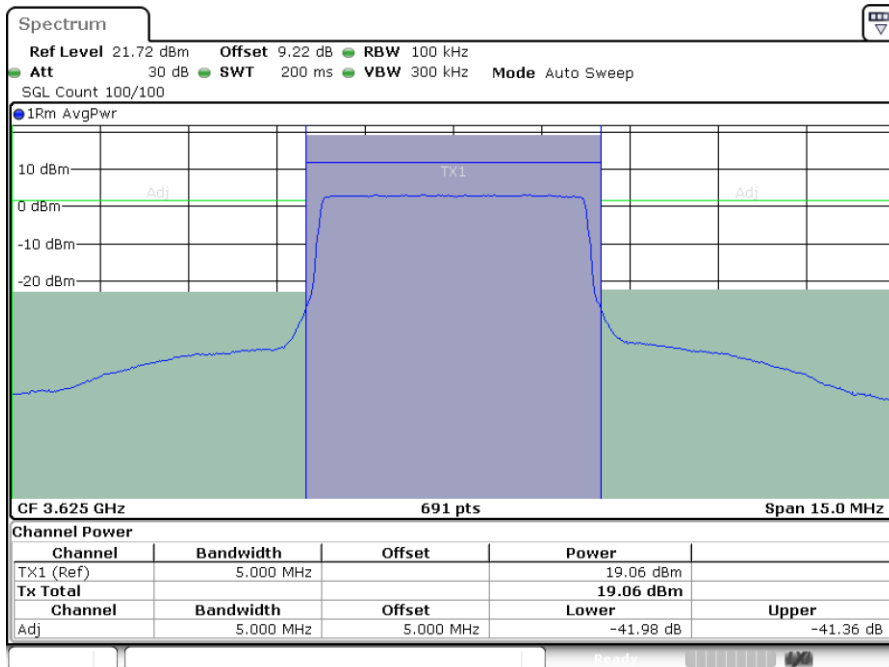 Spectrum
Ref Level 21.72 dBm Offset 9.22 dB RBW 100 kHz
Att 30 dB SWT 200 ms VBW 300 kHz Mode Auto Sweep
SGL Count 100/100
1Rm AvgPwr
10 dBm
TX1
Adj Adj
0 dBm
-10 dBm
-20 dBm
CF 3.625 GHz 691 pts Span 15.0 MHz
Channel Power
Channel Bandwidth Offset Power
TX1 (Ref) 5.000 MHz 19.06 dBm
Tx Total 19.06 dBm
Channel Bandwidth Offset Lower Upper
Adj 5.000 MHz 5.000 MHz -41.98 dB -41.36 dB
Ready